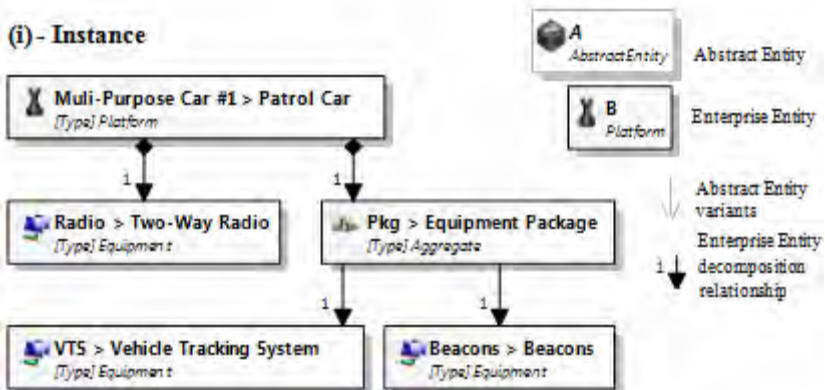 (i) - Instance
A
AbstractEntity
Abstract Entity
Muli-Purpose Car #1 > Patrol Car
[Type] Platform
B
Platform
Enterprise Entity
1
1
Abstract Entity
variants
Radio > Two-Way Radio
[Type] Equipment
Pkg > Equipment Package
[Type] Aggregate
Enterprise Entity
1 decomposition
relationship
1
1
VTS > Vehicle Tracking System
[Type] Equipment
Beacons > Beacons
[Type] Equipment